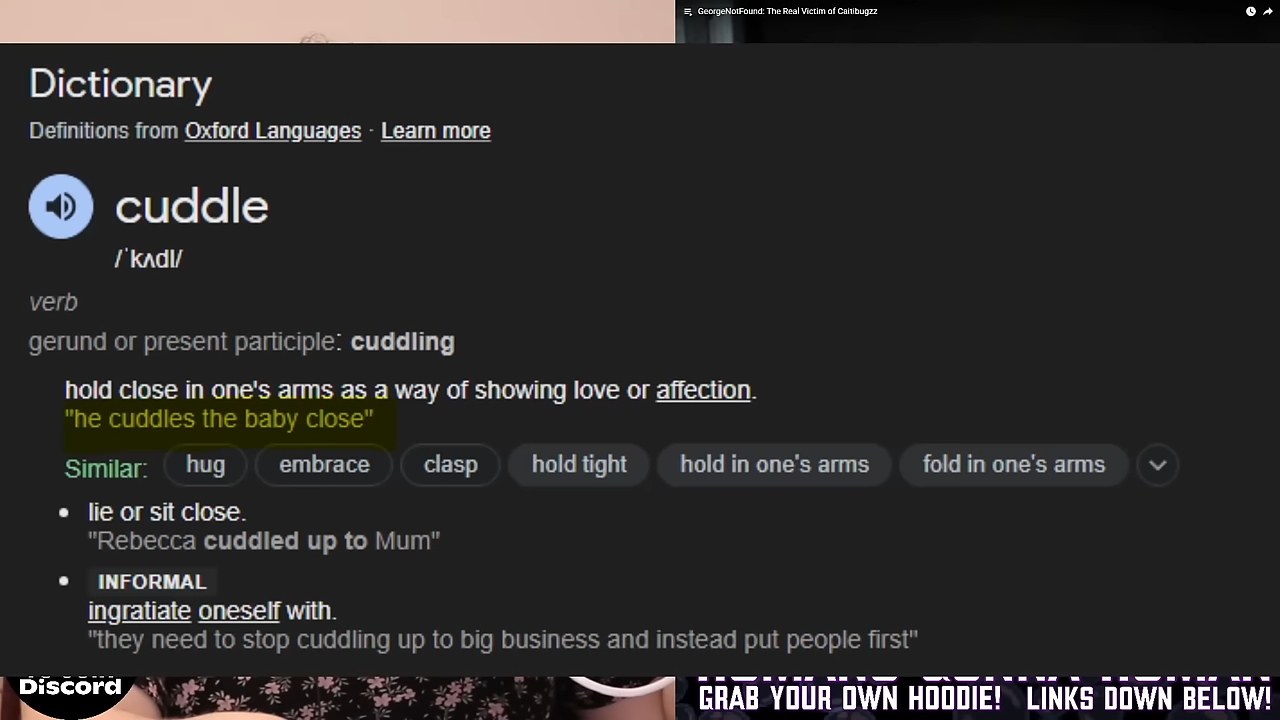 GeorgeNotFound: The Real Victim of Caitibugzz
Dictionary
Definitions from Oxford Languages · Learn more
cuddle
/ˈkʌdl/
verb
gerund or present participle: cuddling
hold close in one's arms as a way of showing love or affection.
"he cuddles the baby close"
Similar: hug embrace clasp hold tight hold in one's arms fold in one's arms
• lie or sit close.
"Rebecca cuddled up to Mum"
• INFORMAL
ingratiate oneself with.
"they need to stop cuddling up to big business and instead put people first"
Discord
GRAB YOUR OWN HOODIE! LINKS DOWN BELOW!